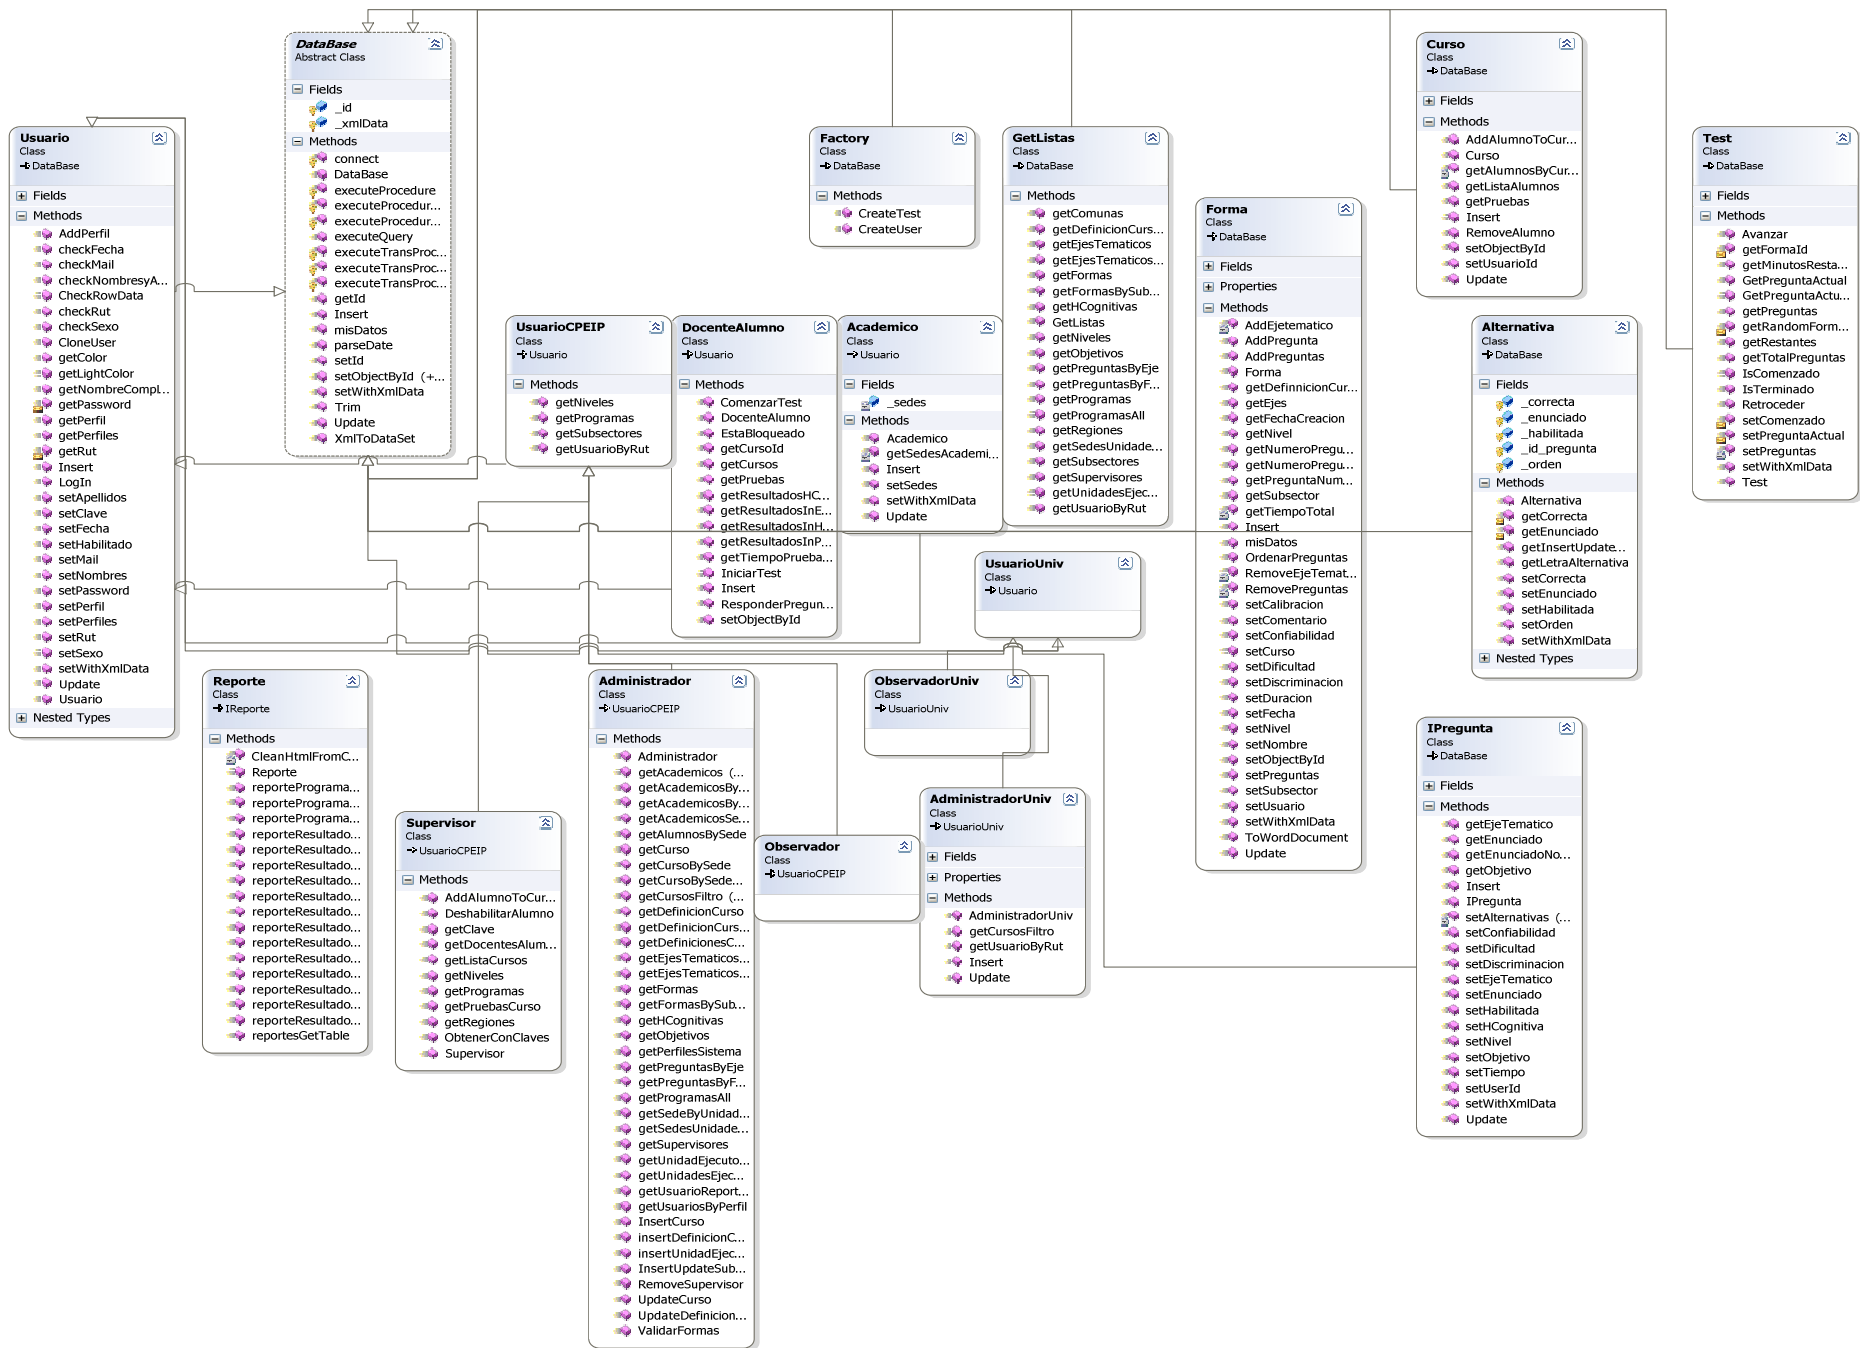 DataBase
Abstract Class
Fields
_id
_xmlData
Methods
connect
DataBase
executeProcedure
executeProcedur...
executeProcedur...
executeQuery
executeTransProc...
executeTransProc...
executeTransProc...
getId
Insert
misDatos
parseDate
setId
setObjectById (+...
setWithXmlData
Trim
Update
XmlToDataSet
Usuario
Class
DataBase
Fields
Methods
AddPerfil
checkFecha
checkMail
checkNombresyA...
CheckRowData
checkRut
checkSexo
CloneUser
getColor
getLightColor
getNombreCompl...
getPassword
getPerfil
getPerfiles
getRut
Insert
LogIn
setApellidos
setClave
setFecha
setHabilitado
setMail
setNombres
setPassword
setPerfil
setPerfiles
setRut
setSexo
setWithXmlData
Update
Usuario
Nested Types
Factory
Class
DataBase
Methods
CreateTest
CreateUser
GetListas
Class
DataBase
Methods
getComunas
getDefinicionCurs...
getEjesTematicos
getEjesTematicos...
getFormas
getFormasBySub...
getHCognitivas
GetListas
getNiveles
getObjetivos
getPreguntasByEje
getPreguntasByF...
getProgramas
getProgramasAll
getRegiones
getSedesUnidade...
getSubsectores
getSupervisores
getUnidadesEjec...
getUsuarioByRut
Curso
Class
DataBase
Fields
Methods
AddAlumnoToCur...
Curso
getAlumnosByCur...
getListaAlumnos
getPruebas
Insert
RemoveAlumno
setObjectById
setUsuarioId
Update
Test
Class
DataBase
Fields
Methods
Avanzar
getFormaId
getMinutosResta...
GetPreguntaActual
GetPreguntaActu...
getPreguntas
getRandomForm...
getRestantes
getTotalPreguntas
IsComenzado
IsTerminado
Retroceder
setComenzado
setPreguntaActual
setPreguntas
setWithXmlData
Test
Forma
Class
DataBase
Fields
Properties
Methods
AddEjetematico
AddPregunta
AddPreguntas
Forma
getDefinnicionCur...
getEjes
getFechaCreacion
getNivel
getNumeroPregu...
getNumeroPregu...
getPreguntaNum...
getSubsector
getTiempoTotal
Insert
misDatos
OrdenarPreguntas
RemoveEjeTemat...
RemovePreguntas
setCalibracion
setComentario
setConfiabilidad
setCurso
setDificultad
setDiscriminacion
setDuracion
setFecha
setNivel
setNombre
setObjectById
setPreguntas
setSubsector
setUsuario
setWithXmlData
ToWordDocument
Update
UsuarioCPEIP
Class
Usuario
Methods
getNiveles
getProgramas
getSubsectores
getUsuarioByRut
DocenteAlumno
Class
Usuario
Methods
ComenzarTest
DocenteAlumno
EstaBloqueado
getCursoId
getCursos
getPruebas
getResultadosHC...
getResultadosInE...
getResultadosInH...
getResultadosInP...
getTiempoPrueba...
IniciarTest
Insert
ResponderPregun...
setObjectById
Academico
Class
Usuario
Fields
_sedes
Methods
Academico
getSedesAcademi...
Insert
setSedes
setWithXmlData
Update
Alternativa
Class
DataBase
Fields
_correcta
_enunciado
_habilitada
_id_pregunta
_orden
Methods
Alternativa
getCorrecta
getEnunciado
getInsertUpdate...
getLetraAlternativa
setCorrecta
setEnunciado
setHabilitada
setOrden
setWithXmlData
Nested Types
UsuarioUniv
Class
Usuario
Reporte
Class
IReporte
Methods
CleanHtmlFromC...
Reporte
reportePrograma...
reportePrograma...
reportePrograma...
reporteResultado...
reporteResultado...
reporteResultado...
reporteResultado...
reporteResultado...
reporteResultado...
reporteResultado...
reporteResultado...
reporteResultado...
reporteResultado...
reporteResultado...
reporteResultado...
reporteResultado...
reportesGetTable
Supervisor
Class
UsuarioCPEIP
Methods
AddAlumnoToCur...
DeshabilitarAlumno
getClave
getDocentesAlum...
getListaCursos
getNiveles
getProgramas
getPruebasCurso
getRegiones
ObtenerConClaves
Supervisor
Administrador
Class
UsuarioCPEIP
Methods
Administrador
getAcademicos (...
getAcademicosBy...
getAcademicosBy...
getAcademicosSe...
getAlumnosBySede
getCurso
getCursoBySede
getCursoBySede...
getCursosFiltro (...
getDefinicionCurso
getDefinicionCurs...
getDefinicionesC...
getEjesTematicos...
getEjesTematicos...
getFormas
getFormasBySub...
getHCognitivas
getObjetivos
getPerfilesSistema
getPreguntasByEje
getPreguntasByF...
getProgramasAll
getSedeByUnidad...
getSedesUnidade...
getSupervisores
getUnidadEjecuto...
getUnidadesEjec...
getUsuarioReport...
getUsuariosByPerfil
InsertCurso
insertDefinicionC...
insertUnidadEjec...
InsertUpdateSub...
RemoveSupervisor
UpdateCurso
UpdateDefinicion...
ValidarFormas
Observador
Class
UsuarioCPEIP
ObservadorUniv
Class
UsuarioUniv
AdministradorUniv
Class
UsuarioUniv
Fields
Properties
Methods
AdministradorUniv
getCursosFiltro
getUsuarioByRut
Insert
Update
IPregunta
Class
DataBase
Fields
Methods
getEjeTematico
getEnunciado
getEnunciadoNo...
getObjetivo
Insert
IPregunta
setAlternativas (...
setConfiabilidad
setDificultad
setDiscriminacion
setEjeTematico
setEnunciado
setHabilitada
setHCognitiva
setNivel
setObjetivo
setTiempo
setUserId
setWithXmlData
Update